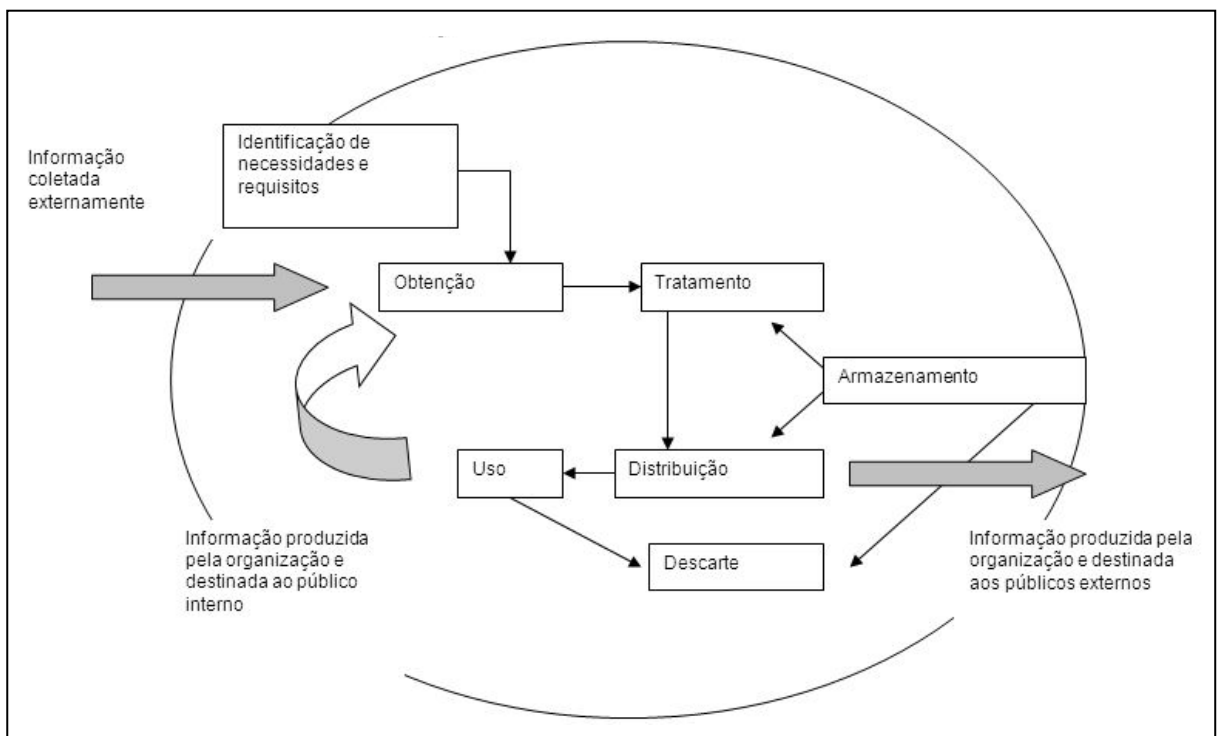 Identificação de
necessidades e
requisitos
Informação
coletada
externamente
Obtenção
Tratamento
Armazenamento
Uso
Distribuição
Informação produzida
pela organização e
destinada ao público
interno
Informação produzida pela
organização e destinada
aos públicos externos
Descarte